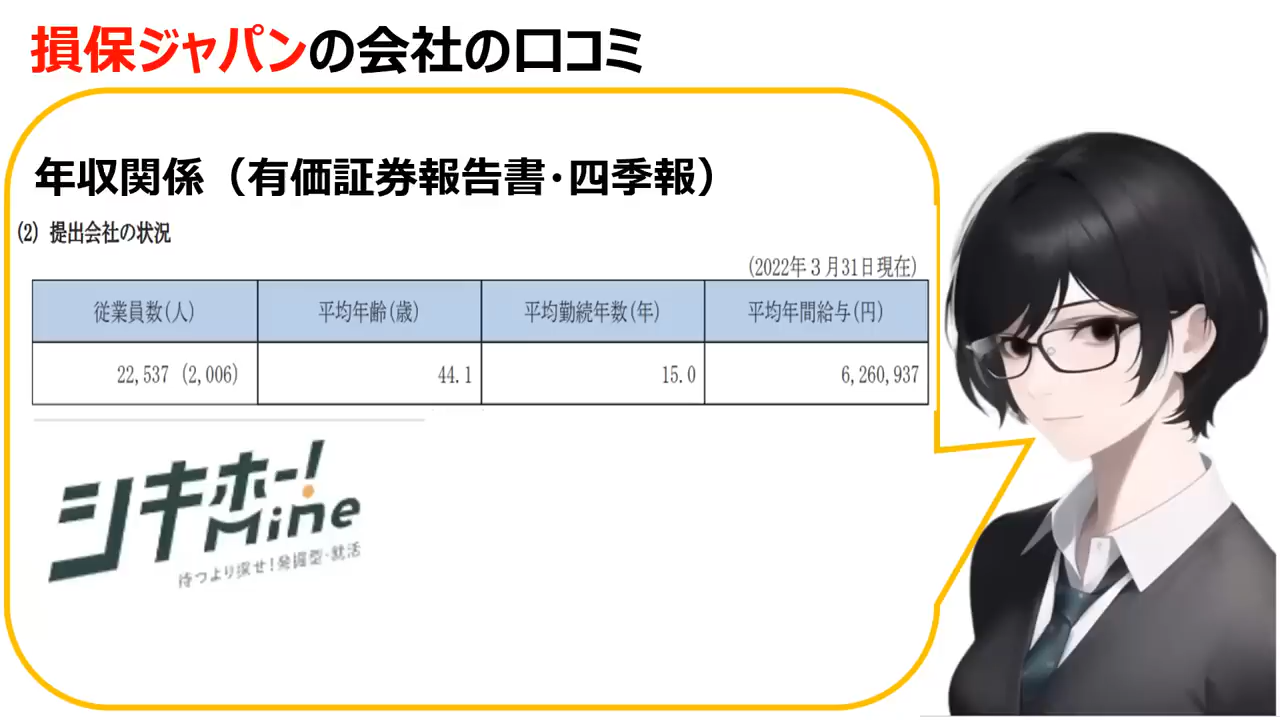 損保ジャパンの会社の口コミ
年収関係（有価証券報告書･四季報）
(2) 提出会社の状況
(2022年３月31日現在)
従業員数(人) 平均年齢(歳) 平均勤続年数(年) 平均年間給与(円)
22,537 (2,006) 44.1 15.0 6,260,937
シキホー!
Mine
待つより探せ!発掘型･就活